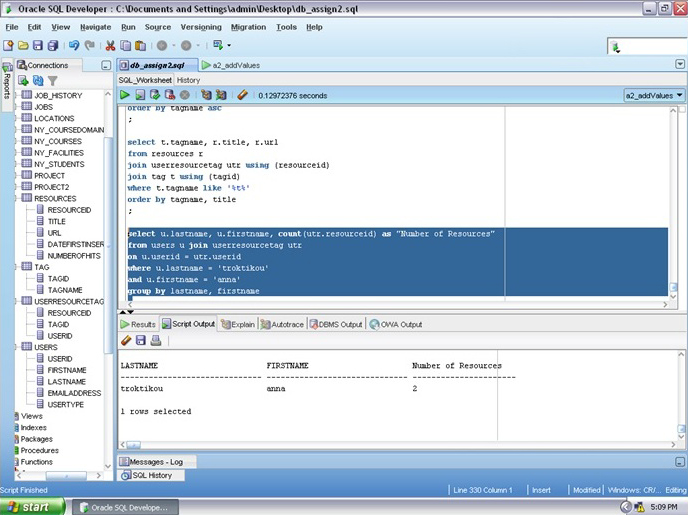 Oracle SQL Developer : C:\Documents and Settings\admin\Desktop\db_assign2.sql
File Edit View Navigate Run Source Versioning Migration Tools Help
Reports
Connections
db_assign2.sql a2_addValues
SQL_Worksheet History
0.12972376 seconds
a2_addValues
JOB_HISTORY
JOBS
LOCATIONS
NY_COURSEDOMAIN
NY_COURSES
NY_FACILITIES
NY_STUDENTS
PROJECT
PROJECT2
RESOURCES
RESOURCEID
TITLE
URL
DATEFIRSTINSER
NUMBEROFHITS
TAG
TAGID
TAGNAME
USERRESOURCETAG
RESOURCEID
TAGID
USERID
USERS
USERID
FIRSTNAME
LASTNAME
EMAILADDRESS
USERTYPE
Views
Indexes
Packages
Procedures
Functions
order by tagname asc
;
select t.tagname, r.title, r.url
from resources r
join userresourcetag utr using (resourceid)
join tag t using (tagid)
where t.tagname like '%t%'
order by tagname, title
;
select u.lastname, u.firstname, count(utr.resourceid) as "Number of Resources"
from users u join userresourcetag utr
on u.userid = utr.userid
where u.lastname = 'troktikou'
and u.firstname = 'anna'
group by lastname, firstname
Results Script Output Explain Autotrace DBMS Output OWA Output
LASTNAME FIRSTNAME Number of Resources
------------------------- ------------------------- -------------------
troktikou anna 2
1 rows selected
Messages - Log
SQL History
Script Finished
Line 330 Column 1 Insert Modified Windows: CR/... Editing
start
Oracle SQL Develope...
5:09 PM